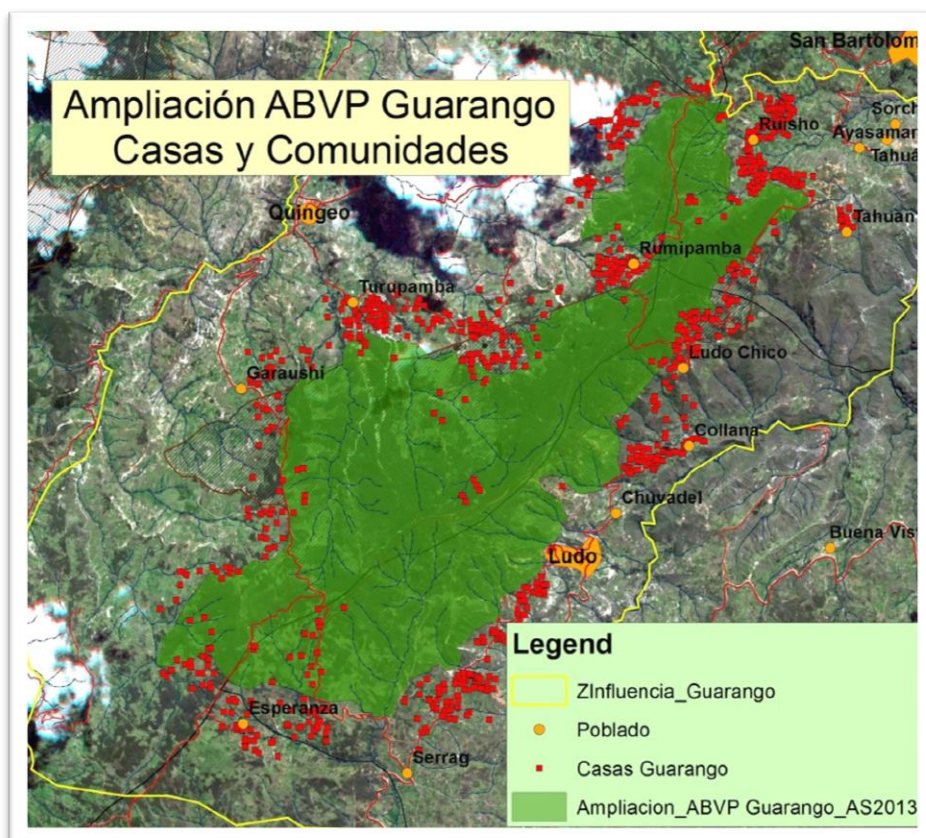 Ampliación ABVP Guarango
Casas y Comunidades
San Bartolom
Sorch
Ruisho
Ayasamar
Tahuá
Quingeo
Tahuan
Rumipamba
Turupamba
Ludo Chico
Garaushi
Collana
Chuvadel
Buena Vis
Ludo
Esperanza
Serrag
Legend
ZInfluencia_Guarango
Poblado
Casas Guarango
Ampliacion_ABVP Guarango_AS2013